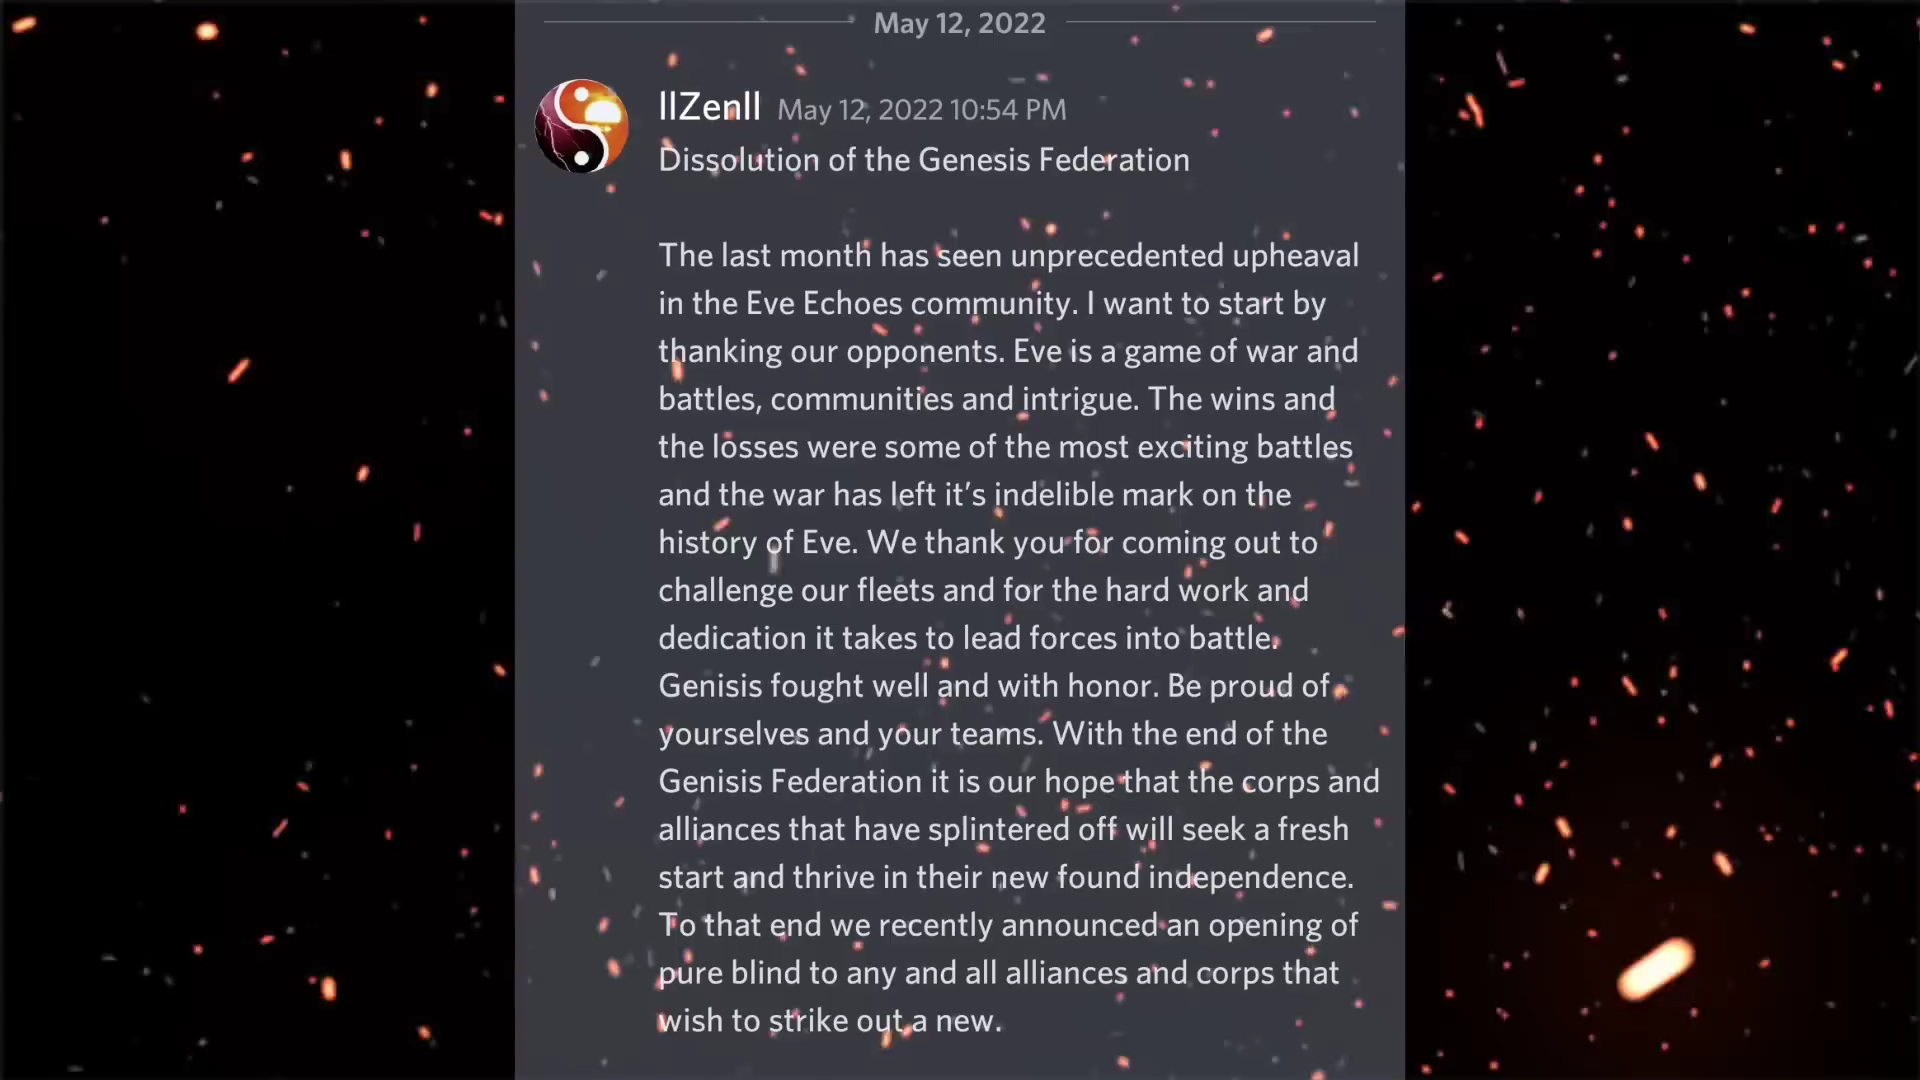 May 12, 2022
llZenll May 12, 2022 10:54 PM
Dissolution of the Genesis Federation
The last month has seen unprecedented upheaval
in the Eve Echoes community. I want to start by
thanking our opponents. Eve is a game of war and
battles, communities and intrigue. The wins and
the losses were some of the most exciting battles
and the war has left it’s indelible mark on the
history of Eve. We thank you for coming out to
challenge our fleets and for the hard work and
dedication it takes to lead forces into battle.
Genisis fought well and with honor. Be proud of
yourselves and your teams. With the end of the
Genisis Federation it is our hope that the corps and
alliances that have splintered off will seek a fresh
start and thrive in their new found independence.
To that end we recently announced an opening of
pure blind to any and all alliances and corps that
wish to strike out a new.